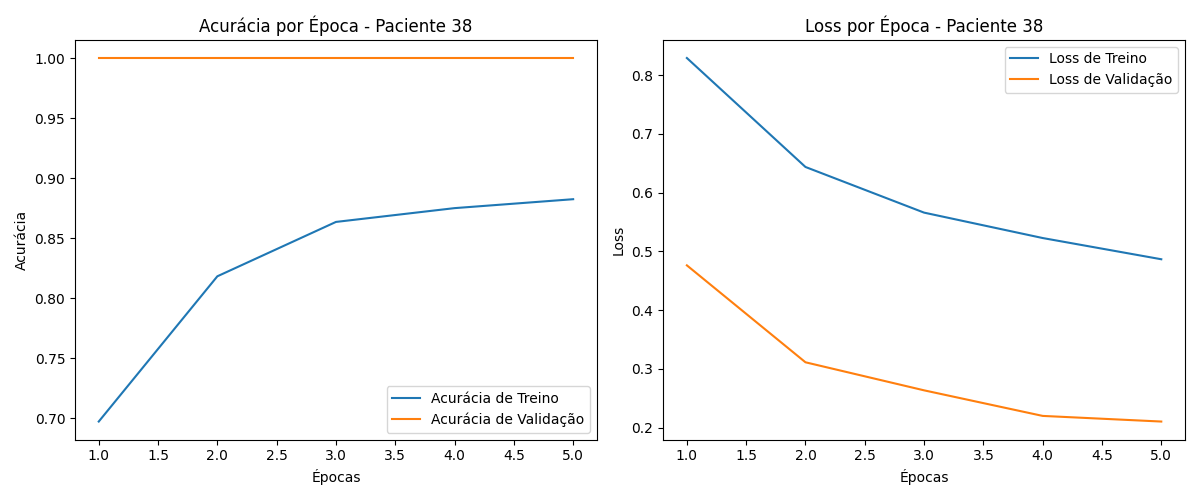 Acurácia por Época - Paciente 38
Acurácia
1.00
0.95
0.90
0.85
0.80
0.75
0.70
Acurácia de Treino
Acurácia de Validação
1.0 1.5 2.0 2.5 3.0 3.5 4.0 4.5 5.0
Épocas
Loss por Época - Paciente 38
Loss
0.8
0.7
0.6
0.5
0.4
0.3
0.2
Loss de Treino
Loss de Validação
1.0 1.5 2.0 2.5 3.0 3.5 4.0 4.5 5.0
Épocas